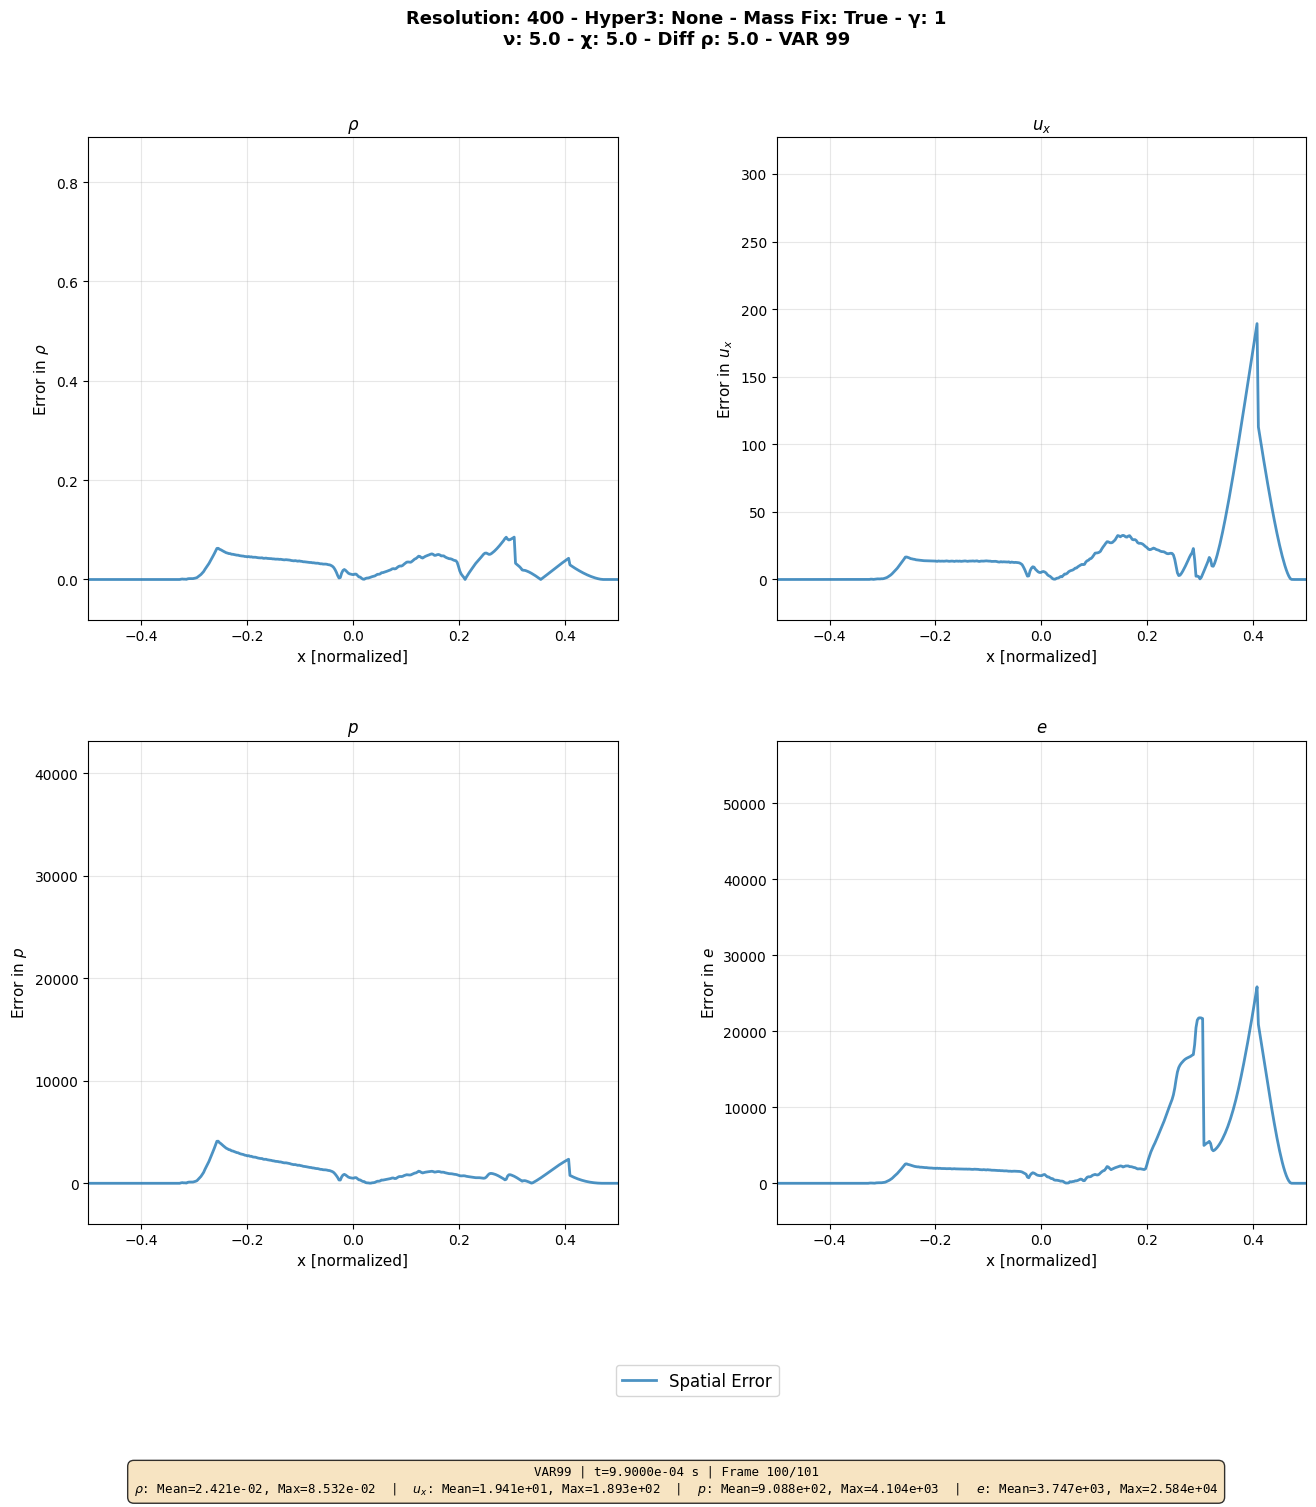 Resolution: 400 - Hyper3: None - Mass Fix: True - γ: 1
ν: 5.0 - χ: 5.0 - Diff ρ: 5.0 - VAR 99
ρ
Error in ρ
0.8
0.6
0.4
0.2
0.0
−0.4 −0.2 0.0 0.2 0.4
x [normalized]
u_x
Error in u_x
300
250
200
150
100
50
0
−0.4 −0.2 0.0 0.2 0.4
x [normalized]
p
Error in p
40000
30000
20000
10000
0
−0.4 −0.2 0.0 0.2 0.4
x [normalized]
e
Error in e
50000
40000
30000
20000
10000
0
−0.4 −0.2 0.0 0.2 0.4
x [normalized]
Spatial Error
VAR99 | t=9.9000e-04 s | Frame 100/101
ρ: Mean=2.421e-02, Max=8.532e-02 | u_x: Mean=1.941e+01, Max=1.893e+02 | p: Mean=9.088e+02, Max=4.104e+03 | e: Mean=3.747e+03, Max=2.584e+04